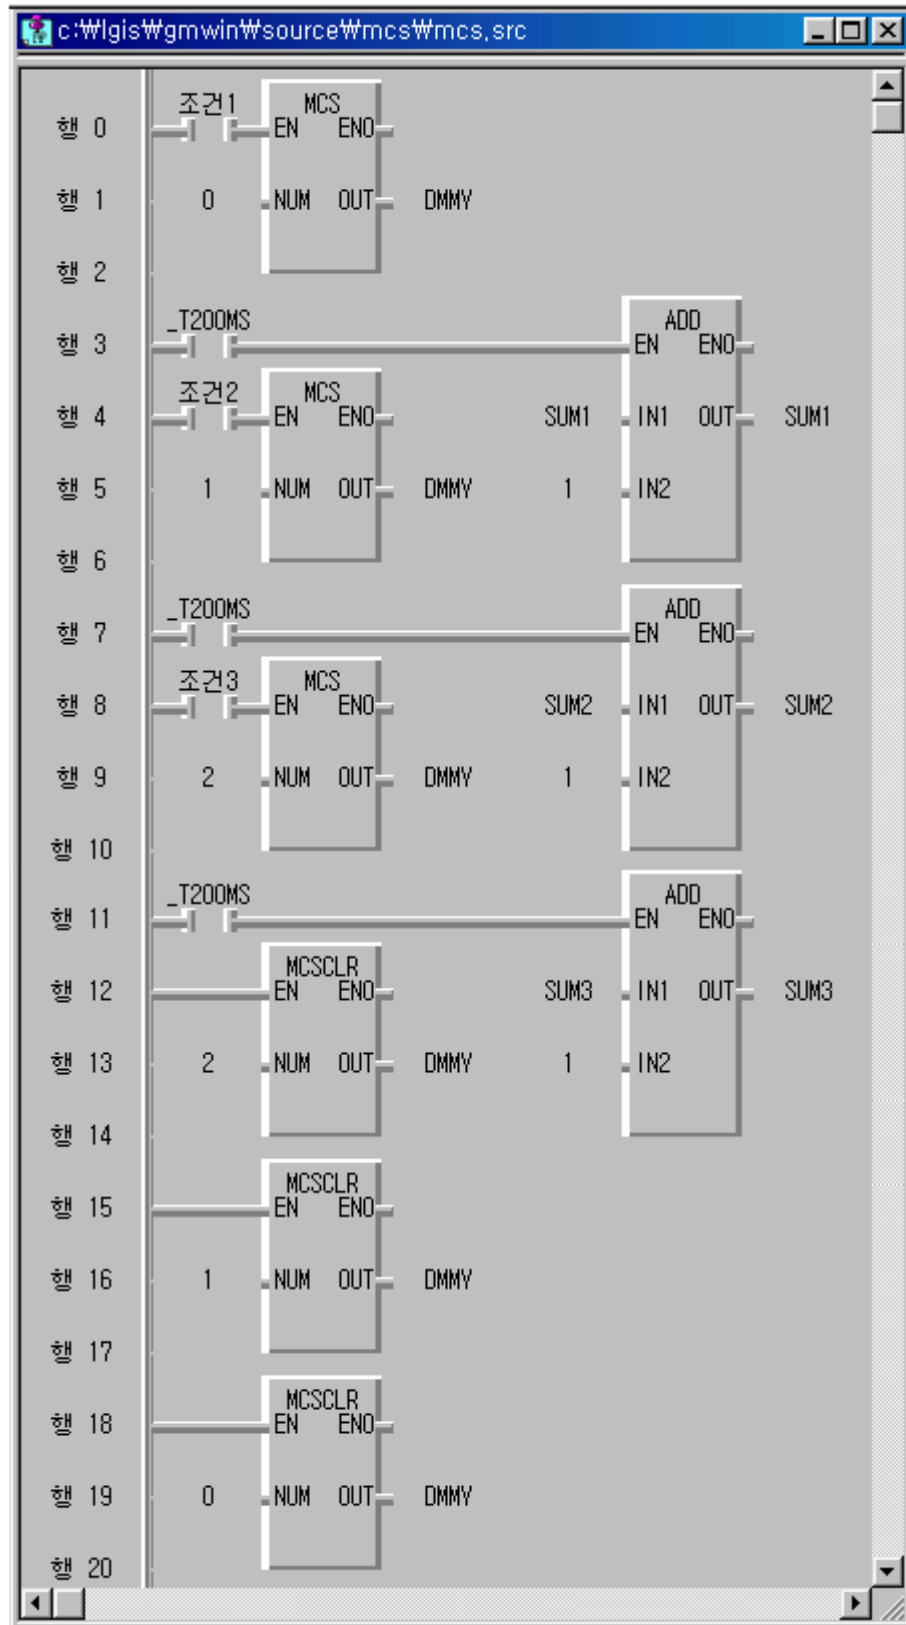 c:₩lgis₩gmwin₩source₩mcs₩mcs.src
조건1 MCS
행 0 EN ENO
행 1 0 NUM OUT DMMY
행 2
_T200MS ADD
행 3 EN ENO
조건2 MCS
행 4 EN ENO SUM1 IN1 OUT SUM1
행 5 1 NUM OUT DMMY 1 IN2
행 6
_T200MS ADD
행 7 EN ENO
조건3 MCS
행 8 EN ENO SUM2 IN1 OUT SUM2
행 9 2 NUM OUT DMMY 1 IN2
행 10
_T200MS ADD
행 11 EN ENO
MCSCLR
행 12 EN ENO SUM3 IN1 OUT SUM3
행 13 2 NUM OUT DMMY 1 IN2
행 14
MCSCLR
행 15 EN ENO
행 16 1 NUM OUT DMMY
행 17
MCSCLR
행 18 EN ENO
행 19 0 NUM OUT DMMY
행 20